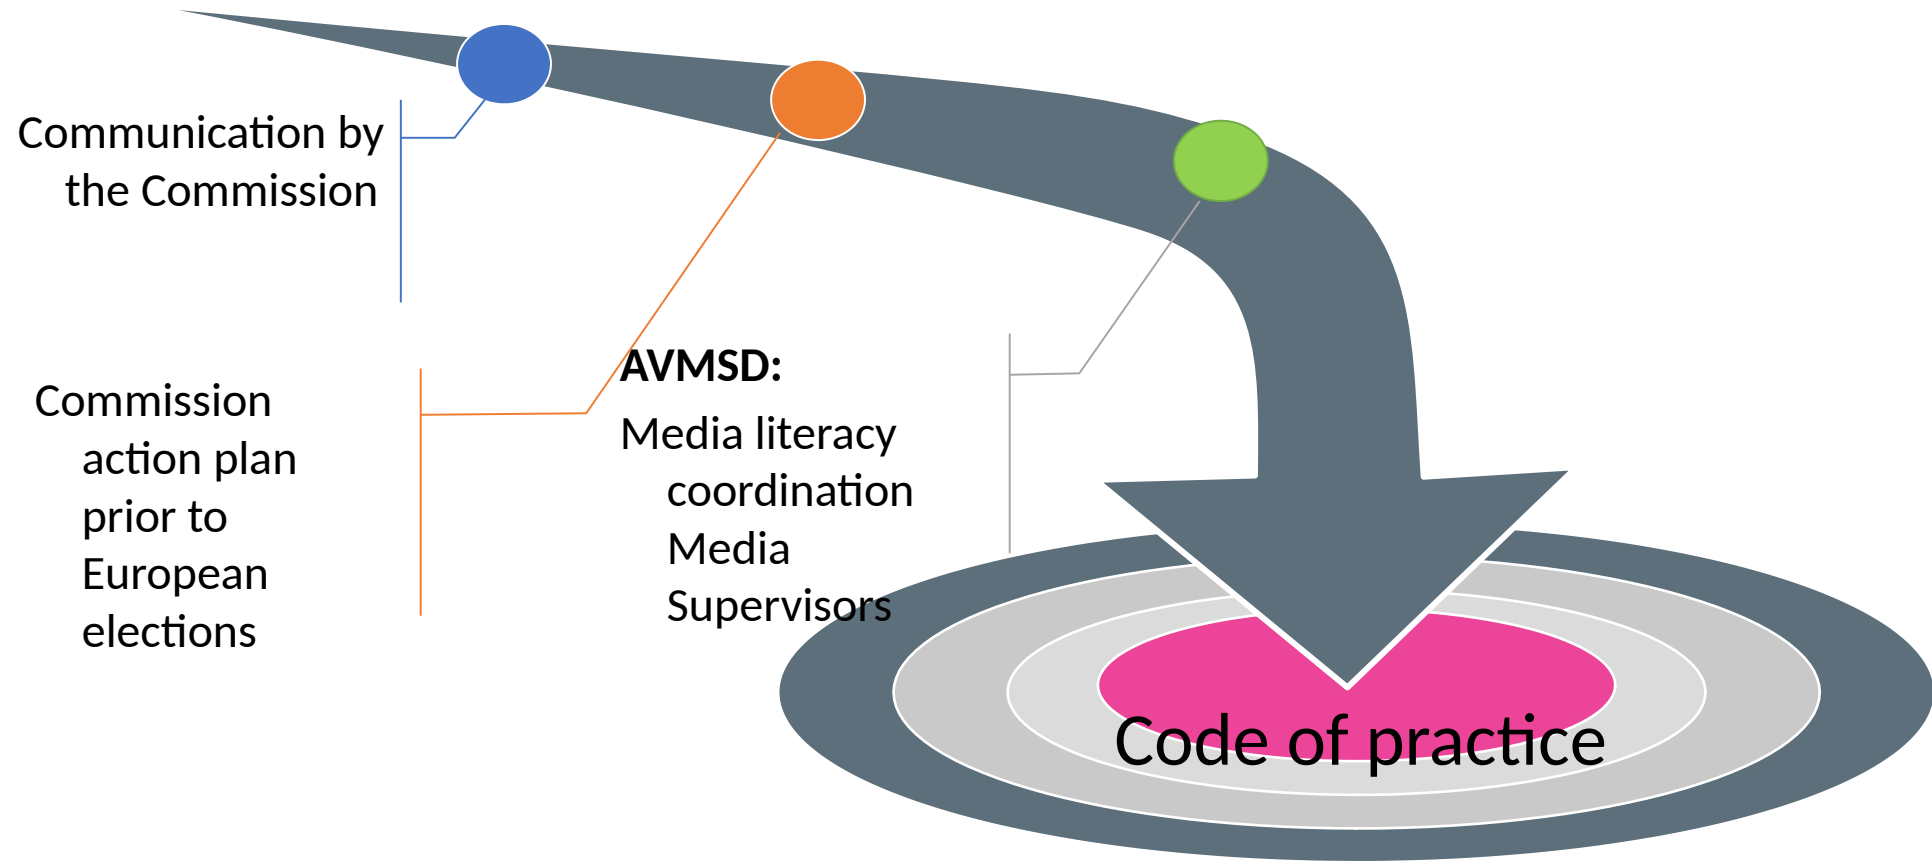 Communication by
the Commission
Commission
action plan
prior to
European
elections
AVMSD:
Media literacy
coordination
Media
Supervisors
Code of practice